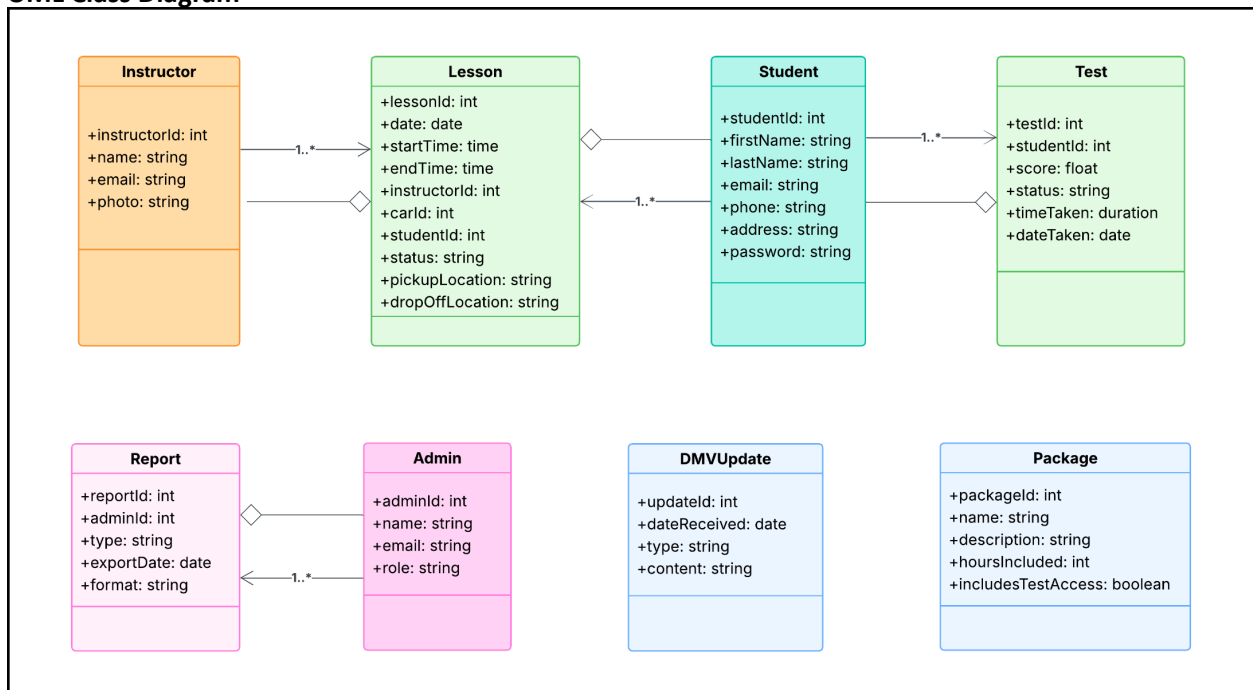 UML Class Diagram
Instructor
+instructorId: int
+name: string
+email: string
+photo: string
1..*
Lesson
+lessonId: int
+date: date
+startTime: time
+endTime: time
+instructorId: int
+carId: int
+studentId: int
+status: string
+pickupLocation: string
+dropOffLocation: string
1..*
Student
+studentId: int
+firstName: string
+lastName: string
+email: string
+phone: string
+address: string
+password: string
1..*
Test
+testId: int
+studentId: int
+score: float
+status: string
+timeTaken: duration
+dateTaken: date
Report
+reportId: int
+adminId: int
+type: string
+exportDate: date
+format: string
1..*
Admin
+adminId: int
+name: string
+email: string
+role: string
DMVUpdate
+updateId: int
+dateReceived: date
+type: string
+content: string
Package
+packageId: int
+name: string
+description: string
+hoursIncluded: int
+includesTestAccess: boolean